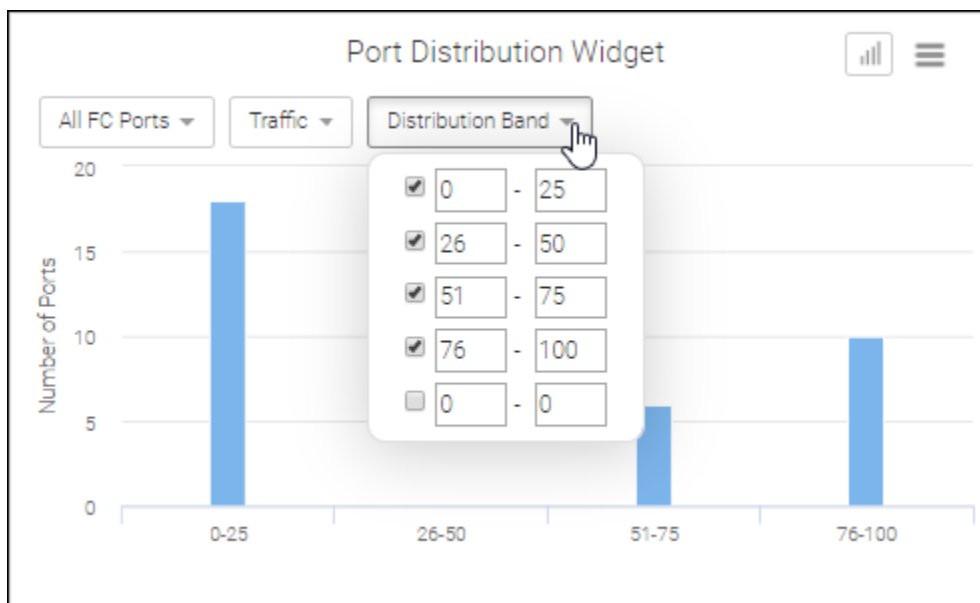 Port Distribution Widget
All FC Ports Traffic Distribution Band
0 - 25
26 - 50
51 - 75
76 - 100
0 - 0
Number of Ports
20
15
10
5
0
0-25 26-50 51-75 76-100